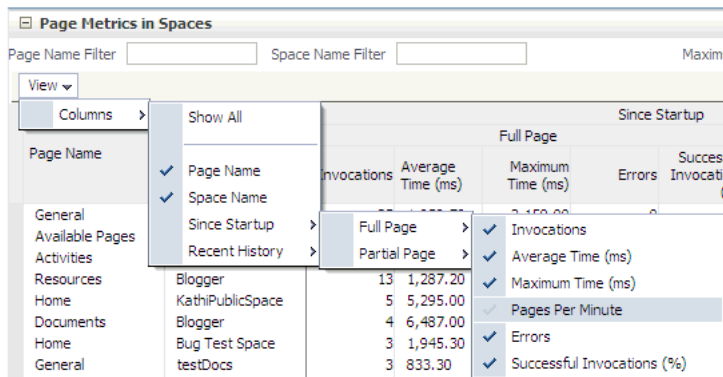 Page Metrics in Spaces
Page Name Filter Space Name Filter Maxim
View
Columns
Show All
Page Name
Space Name
Since Startup
Recent History
Full Page
Partial Page
Invocations
Average Time (ms)
Maximum Time (ms)
Pages Per Minute
Errors
Successful Invocations (%)
Since Startup
Full Page
Page Name
nvocations Average Time (ms) Maximum Time (ms) Errors Succes Invocati
General
Available Pages
Activities
Resources Blogger 13 1,287.20
Home KathiPublicSpace 5 5,295.00
Documents Blogger 4 6,487.00
Home Bug Test Space 3 1,945.30
General testDocs 3 833.30